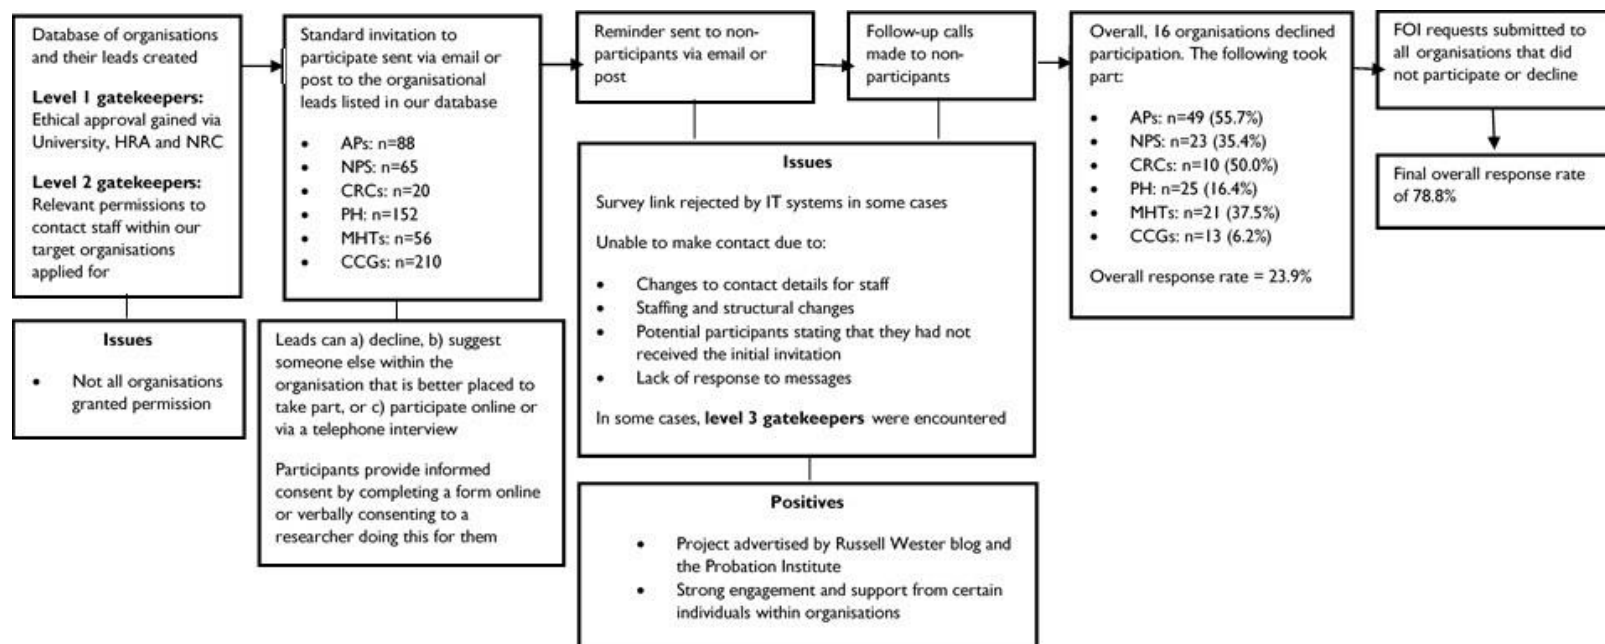 Database of organisations
and their leads created
Level 1 gatekeepers:
Ethical approval gained via
University, HRA and NRC
Level 2 gatekeepers:
Relevant permissions to
contact staff within our
target organisations
applied for
Issues
• Not all organisations
granted permission
Standard invitation to
participate sent via email or
post to the organisational
leads listed in our database
• APs: n=88
• NPS: n=65
• CRCs: n=20
• PH: n=152
• MHTs: n=56
• CCGs: n=210
Leads can a) decline, b) suggest
someone else within the
organisation that is better placed to
take part, or c) participate online or
via a telephone interview
Participants provide informed
consent by completing a form online
or verbally consenting to a
researcher doing this for them
Reminder sent to non-
participants via email or
post
Follow-up calls
made to non-
participants
Issues
Survey link rejected by IT systems in some cases
Unable to make contact due to:
• Changes to contact details for staff
• Staffing and structural changes
• Potential participants stating that they had not
received the initial invitation
• Lack of response to messages
In some cases, level 3 gatekeepers were encountered
Positives
• Project advertised by Russell Wester blog and
the Probation Institute
• Strong engagement and support from certain
individuals within organisations
Overall, 16 organisations declined
participation. The following took
part:
• APs: n=49 (55.7%)
• NPS: n=23 (35.4%)
• CRCs: n=10 (50.0%)
• PH: n=25 (16.4%)
• MHTs: n=21 (37.5%)
• CCGs: n=13 (6.2%)
Overall response rate = 23.9%
FOI requests submitted to
all organisations that did
not participate or decline
Final overall response rate
of 78.8%